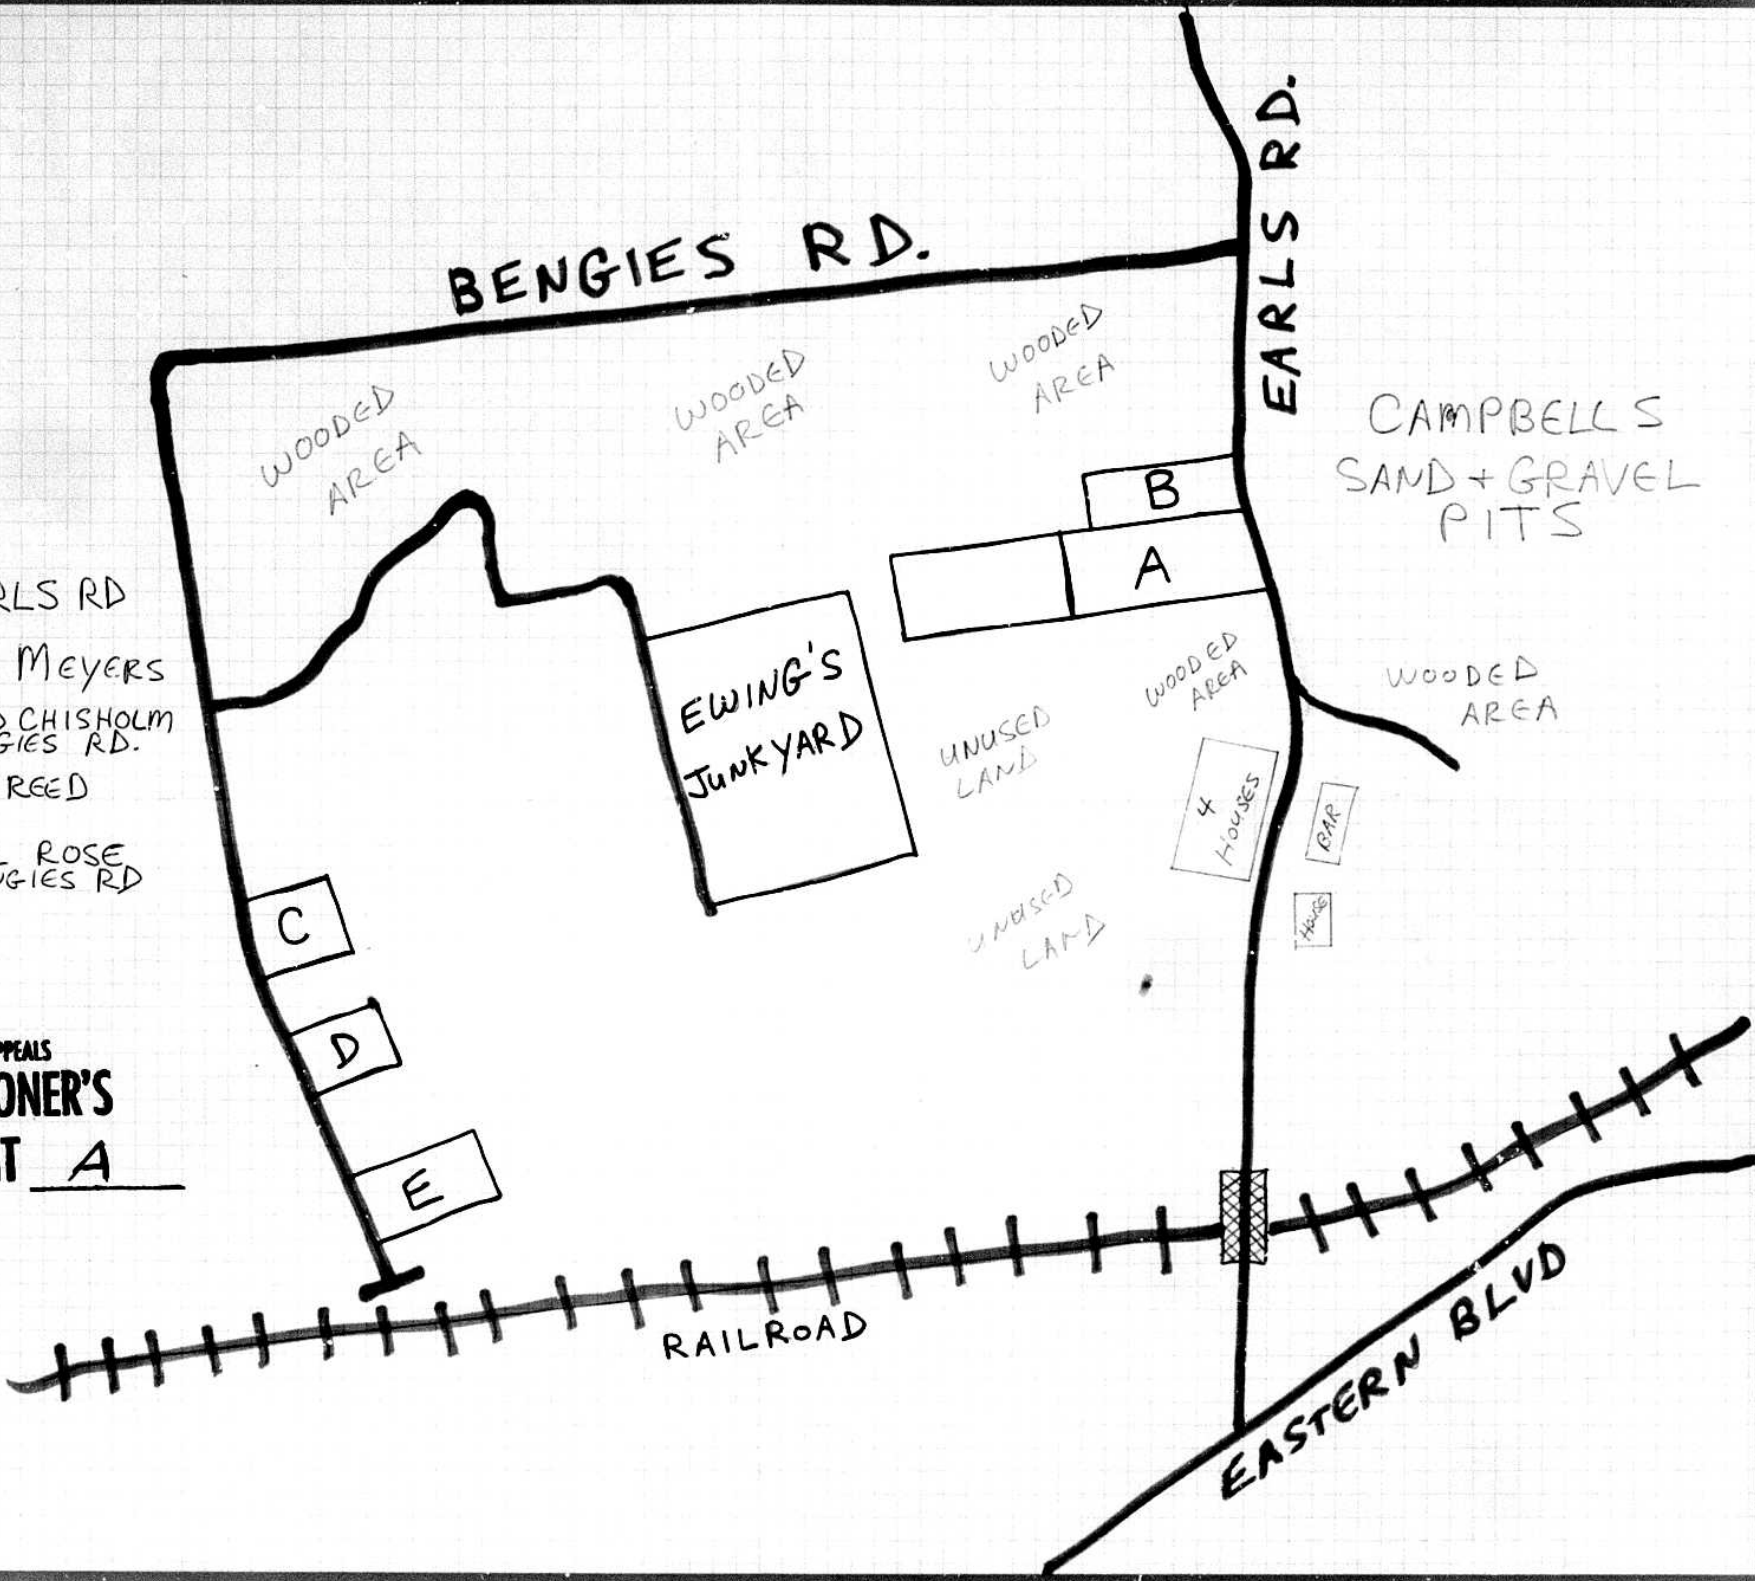 BENGIES RD.
EARLS RD.
WOODED
AREA
WOODED
AREA
WOODED
AREA
CAMPBELLS
SAND + GRAVEL
PITS
B
A
RLS RD
MEYERS
CHISHOLM
GIES RD.
REED
ROSE
GIES RD
EWING'S
JUNKYARD
WOODED
AREA
WOODED
AREA
UNUSED
LAND
4
HOUSES
BAR
HOUSE
UNUSED
LAND
C
D
E
PPEALS
ONER'S
T A
RAILROAD
EASTERN BLVD